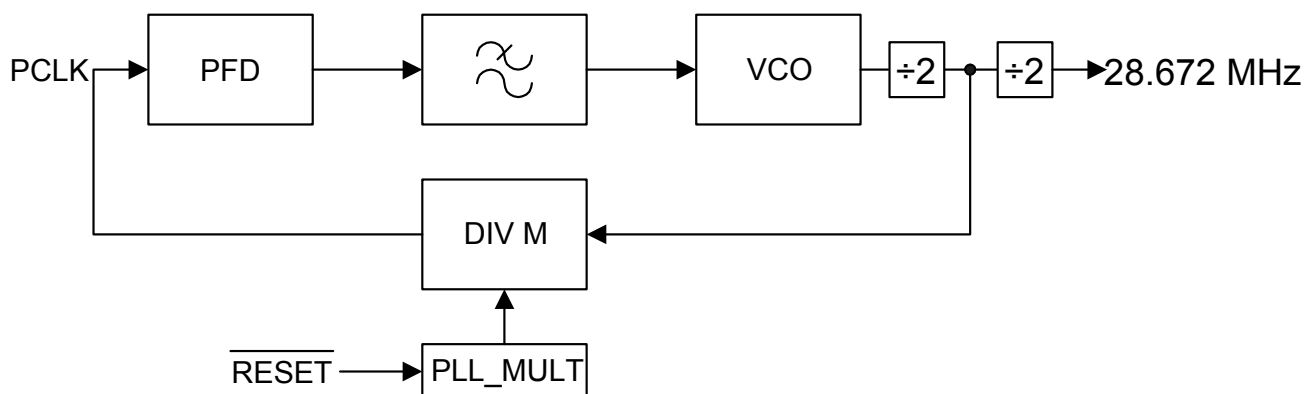 PCLK
PFD
VCO
÷2
÷2
28.672 MHz
DIV M
RESET
PLL_MULT